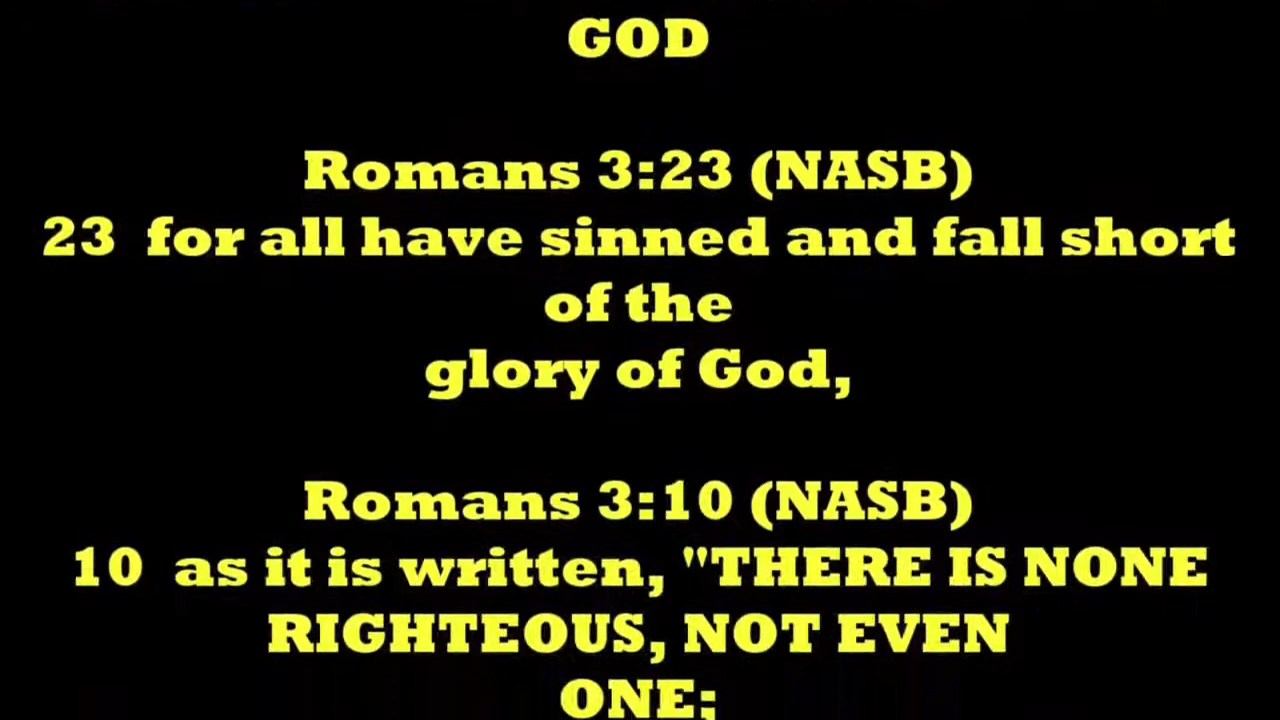 GOD
Romans 3:23 (NASB)
23 for all have sinned and fall short
of the
glory of God,
Romans 3:10 (NASB)
10 as it is written, "THERE IS NONE
RIGHTEOUS, NOT EVEN
ONE;